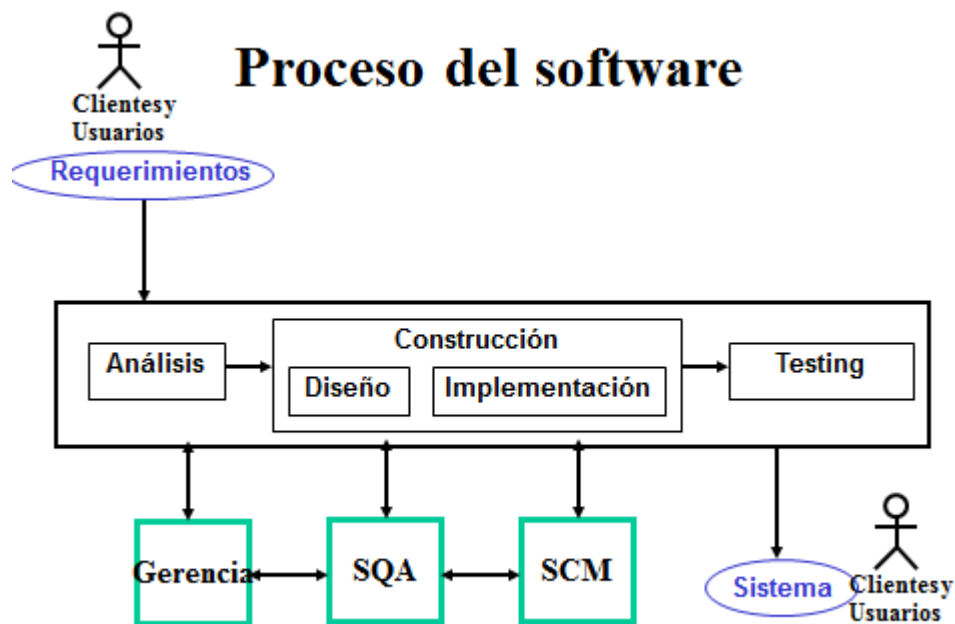 Proceso del software
Clientesy
Usuarios
Requerimientos
Construcción
Análisis
Diseño
Implementación
Testing
Gerencia
SQA
SCM
Sistema
Clientesy
Usuarios